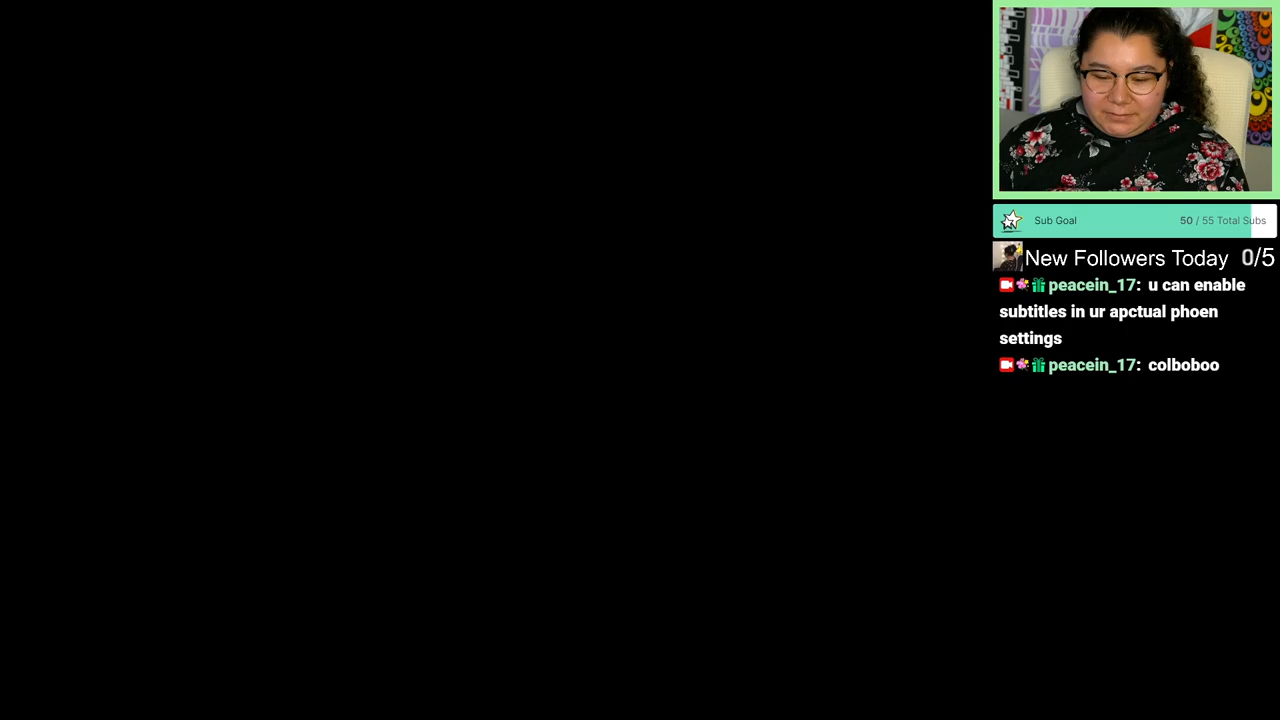 Sub Goal 50 / 55 Total Subs
New Followers Today 0/5
peacein_17: u can enable
subtitles in ur apctual phoen
settings
peacein_17: colboboo